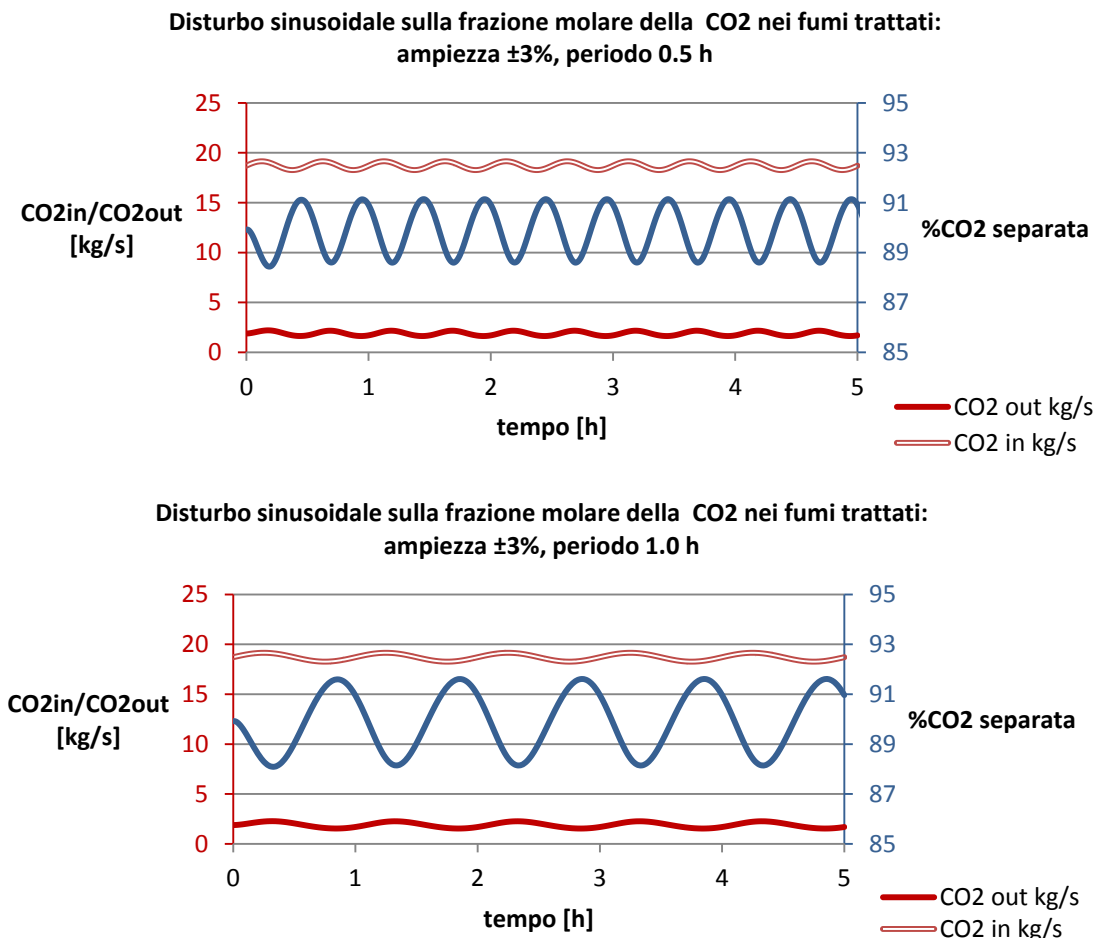 Disturbo sinusoidale sulla frazione molare della  CO2 nei fumi trattati:
ampiezza ±3%, periodo 0.5 h
25
20
15
10
5
0
CO2in/CO2out
[kg/s]
95
93
91
89
87
85
%CO2 separata
0 1 2 3 4 5
tempo [h]
CO2 out kg/s
CO2 in kg/s
Disturbo sinusoidale sulla frazione molare della  CO2 nei fumi trattati:
ampiezza ±3%, periodo 1.0 h
25
20
15
10
5
0
CO2in/CO2out
[kg/s]
95
93
91
89
87
85
%CO2 separata
0 1 2 3 4 5
tempo [h]
CO2 out kg/s
CO2 in kg/s